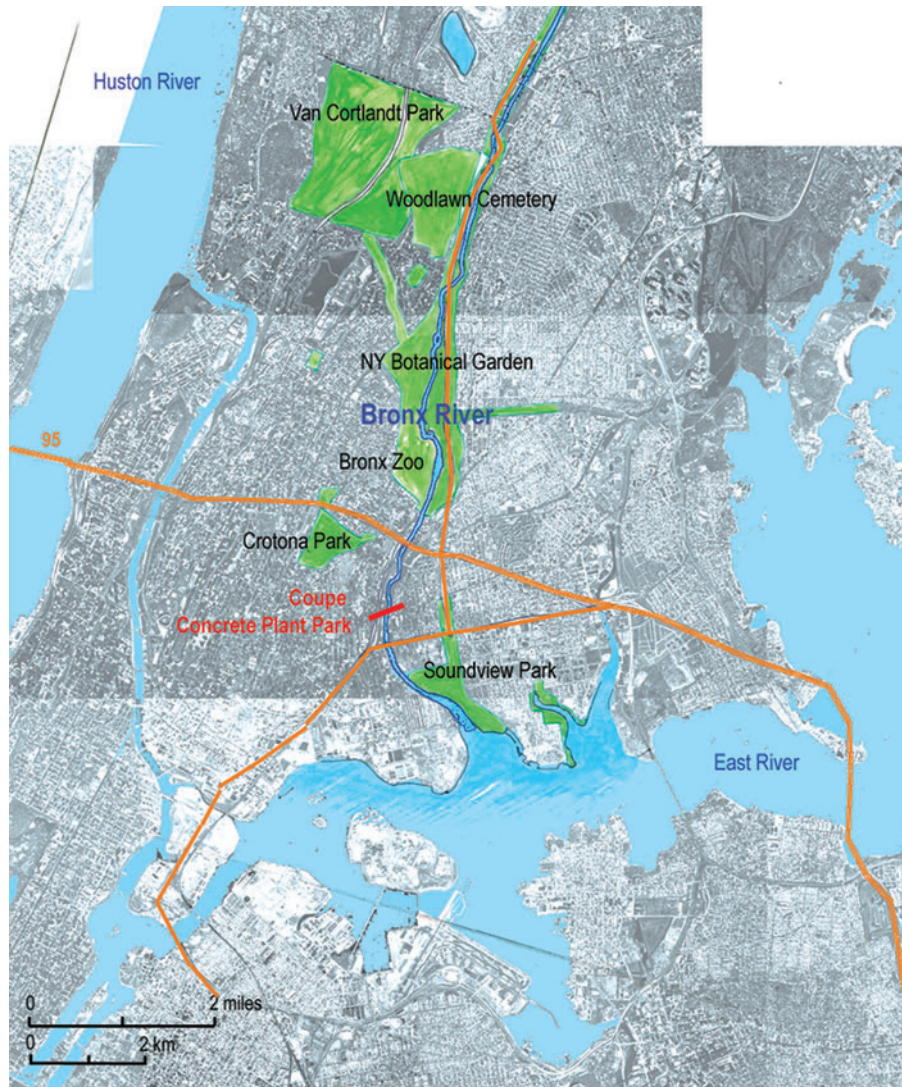 Huston River
Van Cortlandt Park
Woodlawn Cemetery
NY Botanical Garden
Bronx River
95
Bronx Zoo
Crotona Park
Coupe
Concrete Plant Park
Soundview Park
East River
0 2 miles
0 2 km